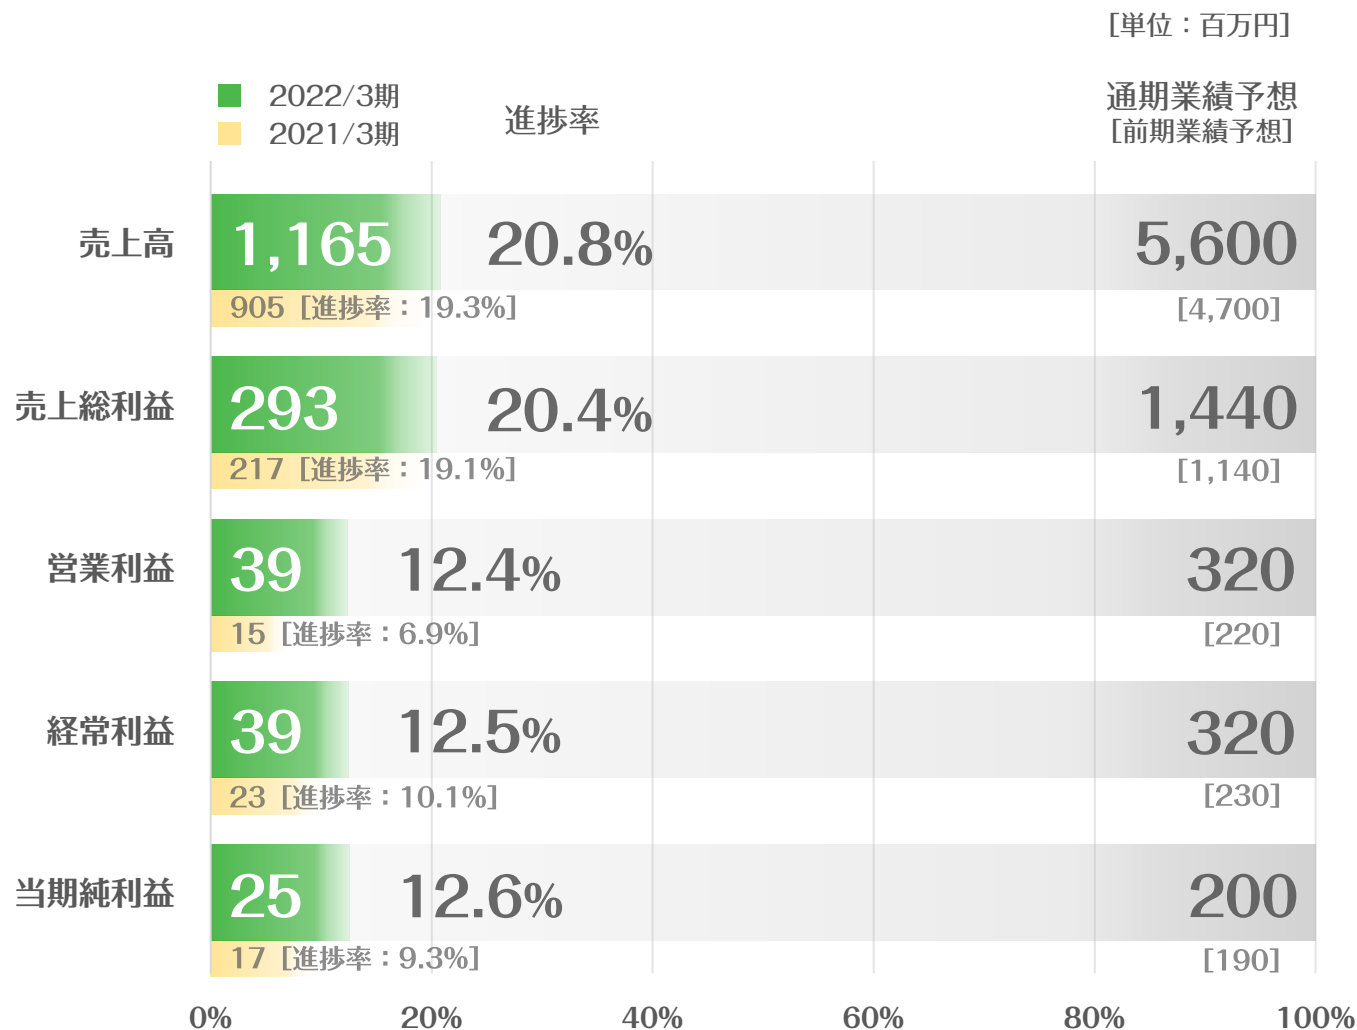 [単位：百万円]
2022/3期
2021/3期
進捗率
通期業績予想
[前期業績予想]
売上高
1,165
20.8%
5,600
905 [進捗率：19.3%]
[4,700]
売上総利益
293
20.4%
1,440
217 [進捗率：19.1%]
[1,140]
営業利益
39
12.4%
320
15 [進捗率：6.9%]
[220]
経常利益
39
12.5%
320
23 [進捗率：10.1%]
[230]
当期純利益
25
12.6%
200
17 [進捗率：9.3%]
[190]
0%
20%
40%
60%
80%
100%